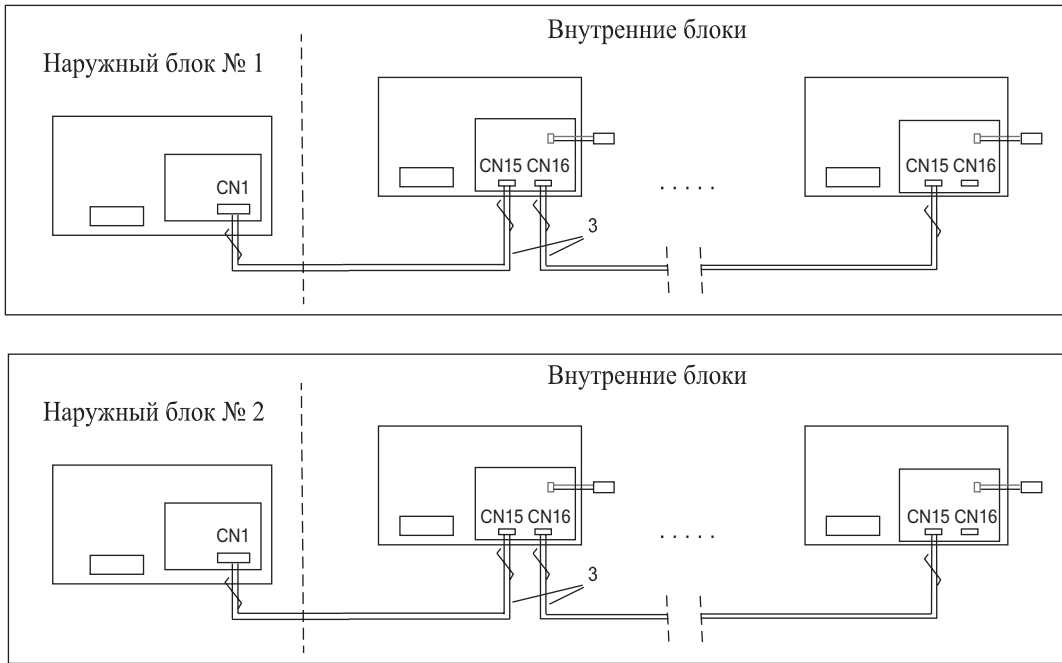 Внутренние блоки
Наружный блок № 1
CN15 CN16
CN15 CN16
CN1
. . . . .
3
Внутренние блоки
Наружный блок № 2
CN15 CN16
CN15 CN16
CN1
. . . . .
3